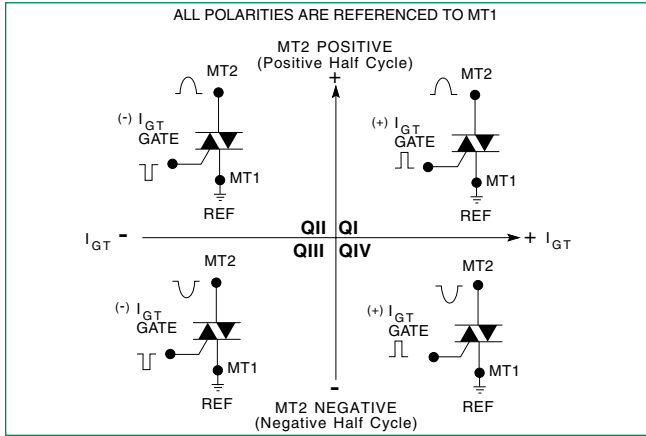 ALL POLARITIES ARE REFERENCED TO MT1
MT2 POSITIVE
(Positive Half Cycle)
+
MT2
(-) IGT
GATE
MT1
REF
MT2
(+) IGT
GATE
MT1
REF
QII QI
IGT -
+ IGT
QIII QIV
MT2
(-) IGT
GATE
MT1
REF
MT2
(+) IGT
GATE
MT1
REF
-
MT2 NEGATIVE
(Negative Half Cycle)